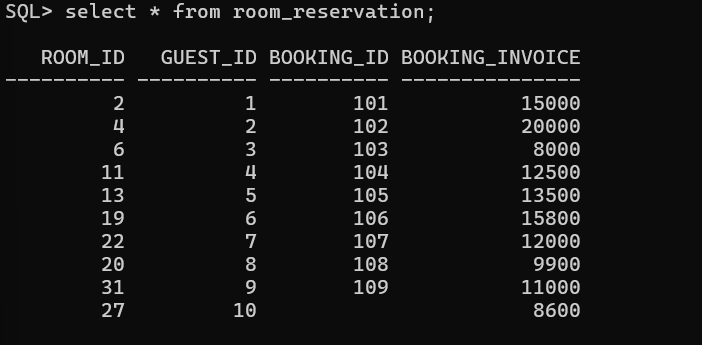 SQL> select * from room_reservation;
ROOM_ID GUEST_ID BOOKING_ID BOOKING_INVOICE
---------- ---------- ---------- ---------------
2 1 101 15000
4 2 102 20000
6 3 103 8000
11 4 104 12500
13 5 105 13500
19 6 106 15800
22 7 107 12000
20 8 108 9900
31 9 109 11000
27 10 8600